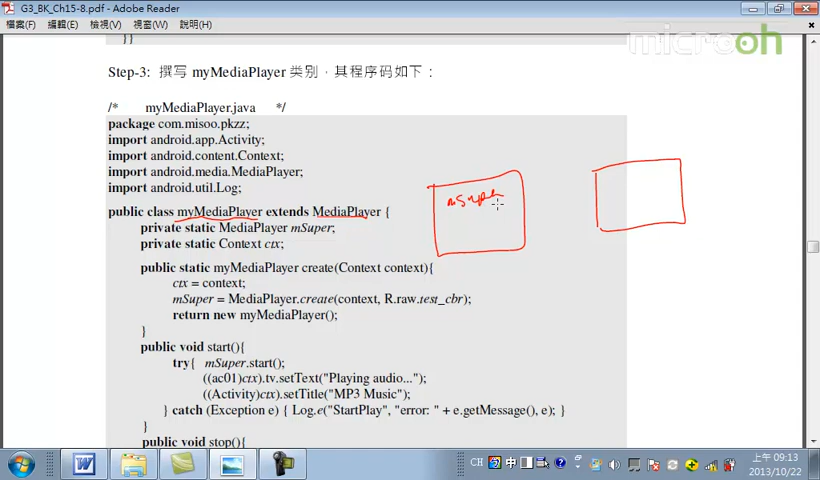 G3_BK_Ch15-8.pdf - Adobe Reader
檔案(F) 編輯(E) 檢視(V) 視窗(W) 說明(H)
microoh
}}
Step-3: 撰写 myMediaPlayer 类别，其程序码如下：
/* myMediaPlayer.java */
package com.misoo.pkzz;
import android.app.Activity;
import android.content.Context;
import android.media.MediaPlayer;
import android.util.Log;
public class myMediaPlayer extends MediaPlayer {
private static MediaPlayer mSuper;
private static Context ctx;
mSuper
public static myMediaPlayer create(Context context){
ctx = context;
mSuper = MediaPlayer.create(context, R.raw.test_cbr);
return new myMediaPlayer();
}
public void start(){
try{ mSuper.start();
((ac01)ctx).tv.setText("Playing audio...");
((Activity)ctx).setTitle("MP3 Music");
} catch (Exception e) { Log.e("StartPlay", "error: " + e.getMessage(), e); }
}
public void stop(){
CH 中
上午 09:13
2013/10/22